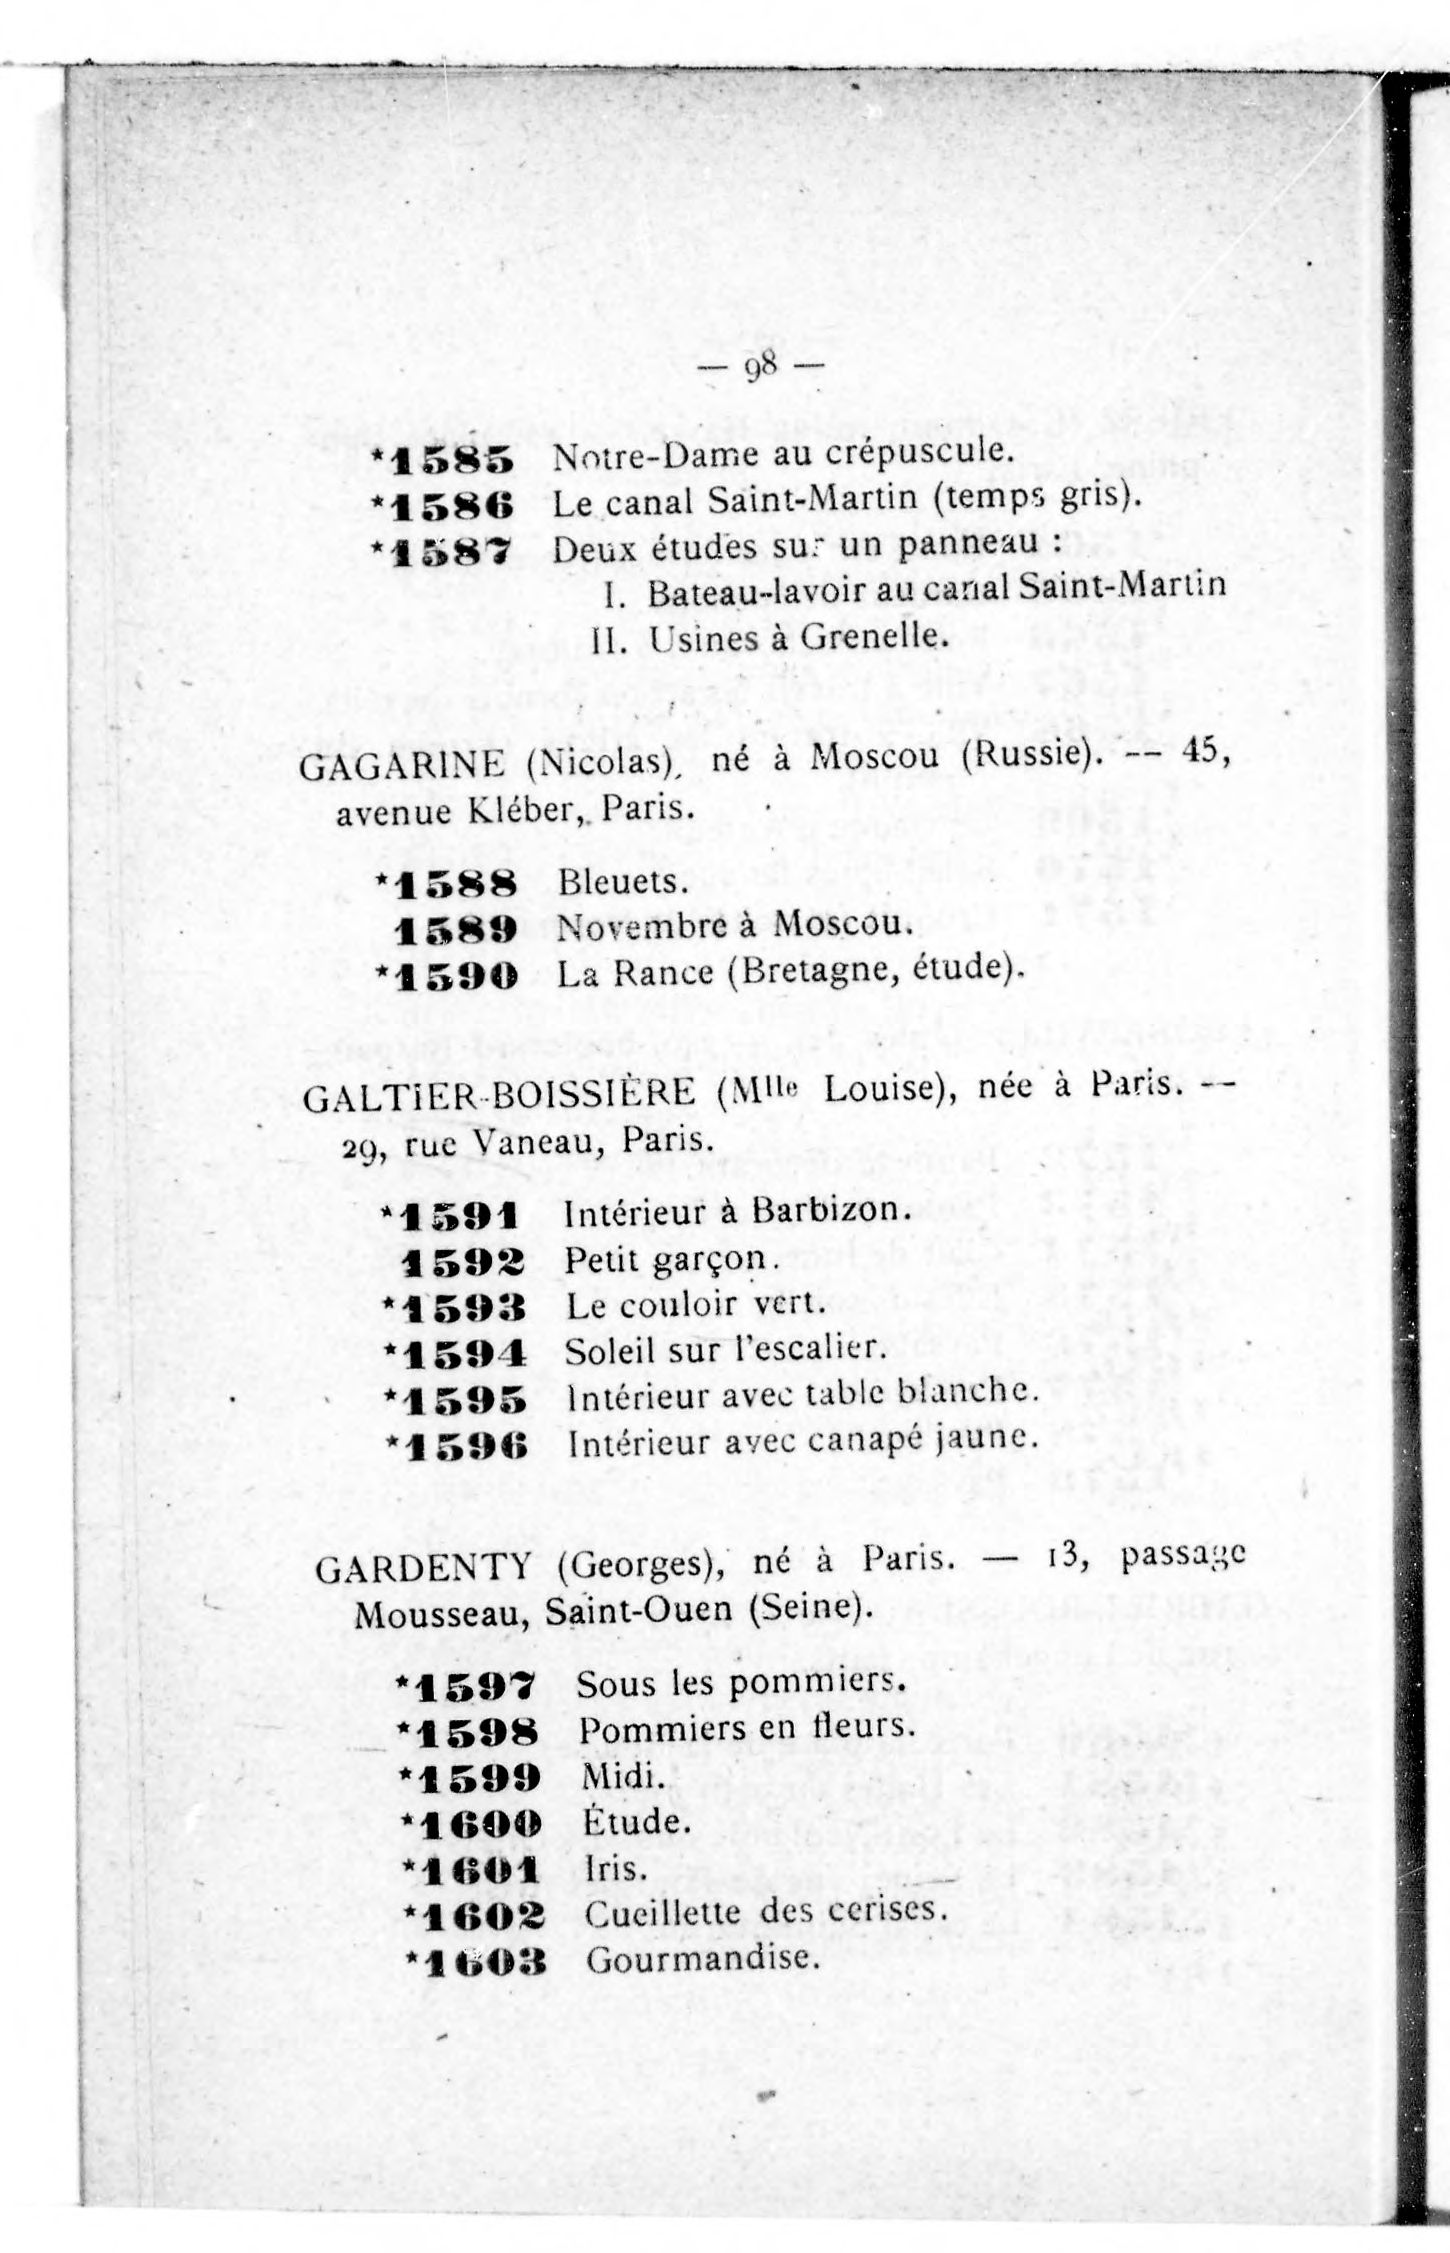 — 98 —
*1585 Notre-Dame au crépuscule.
*1586 Le canal Saint-Martin (temps gris).
*1587 Deux études sur un panneau :
I. Bateau-lavoir au canal Saint-Martin
II. Usines à Grenelle.
GAGARINE (Nicolas), né à Moscou (Russie). — 45,
avenue Kléber, Paris.
*1588 Bleuets.
1589 Novembre à Moscou.
*1590 La Rance (Bretagne, étude).
GALTIER-BOISSIÈRE (Mlle Louise), née à Paris. —
29, rue Vaneau, Paris.
*1591 Intérieur à Barbizon.
1592 Petit garçon.
*1593 Le couloir vert.
*1594 Soleil sur l'escalier.
*1595 Intérieur avec table blanche.
*1596 Intérieur avec canapé jaune.
GARDENTY (Georges), né à Paris. — 13, passage
Mousseau, Saint-Ouen (Seine).
*1597 Sous les pommiers.
*1598 Pommiers en fleurs.
*1599 Midi.
*1600 Étude.
*1601 Iris.
*1602 Cueillette des cerises.
*1603 Gourmandise.